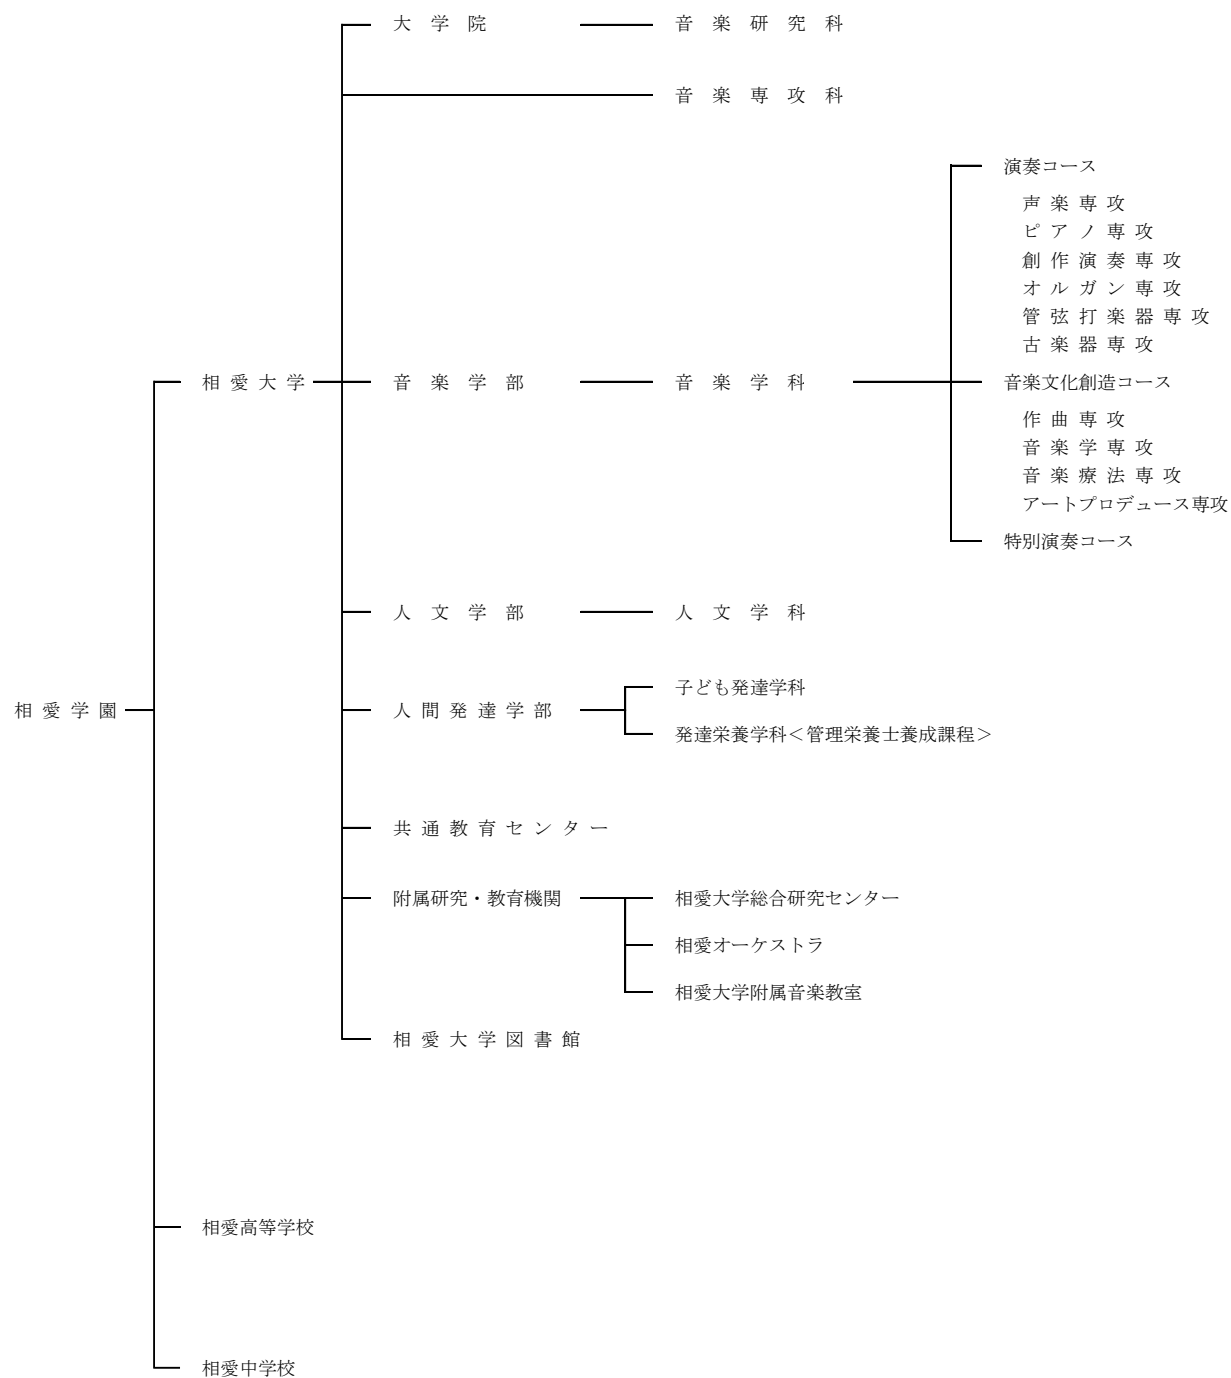 大学院
音楽研究科
音楽専攻科
演奏コース
声楽専攻
ピアノ専攻
創作演奏専攻
オルガン専攻
管弦打楽器専攻
古楽器専攻
相愛大学
音楽学部
音楽学科
音楽文化創造コース
作曲専攻
音楽学専攻
音楽療法専攻
アートプロデュース専攻
特別演奏コース
人文学部
人文学科
相愛学園
人間発達学部
子ども発達学科
発達栄養学科＜管理栄養士養成課程＞
共通教育センター
附属研究・教育機関
相愛大学総合研究センター
相愛オーケストラ
相愛大学附属音楽教室
相愛大学図書館
相愛高等学校
相愛中学校